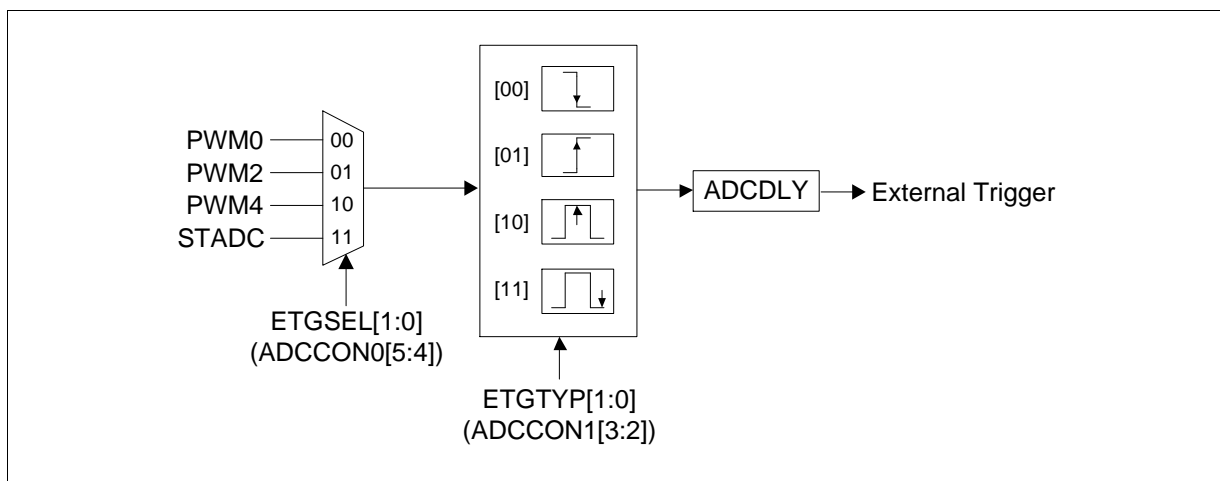 PWM0
PWM2
PWM4
STADC
00
01
10
11
ETGSEL[1:0]
(ADCCON0[5:4])
[00]
[01]
[10]
[11]
ETGTYP[1:0]
(ADCCON1[3:2])
ADCDLY
External Trigger